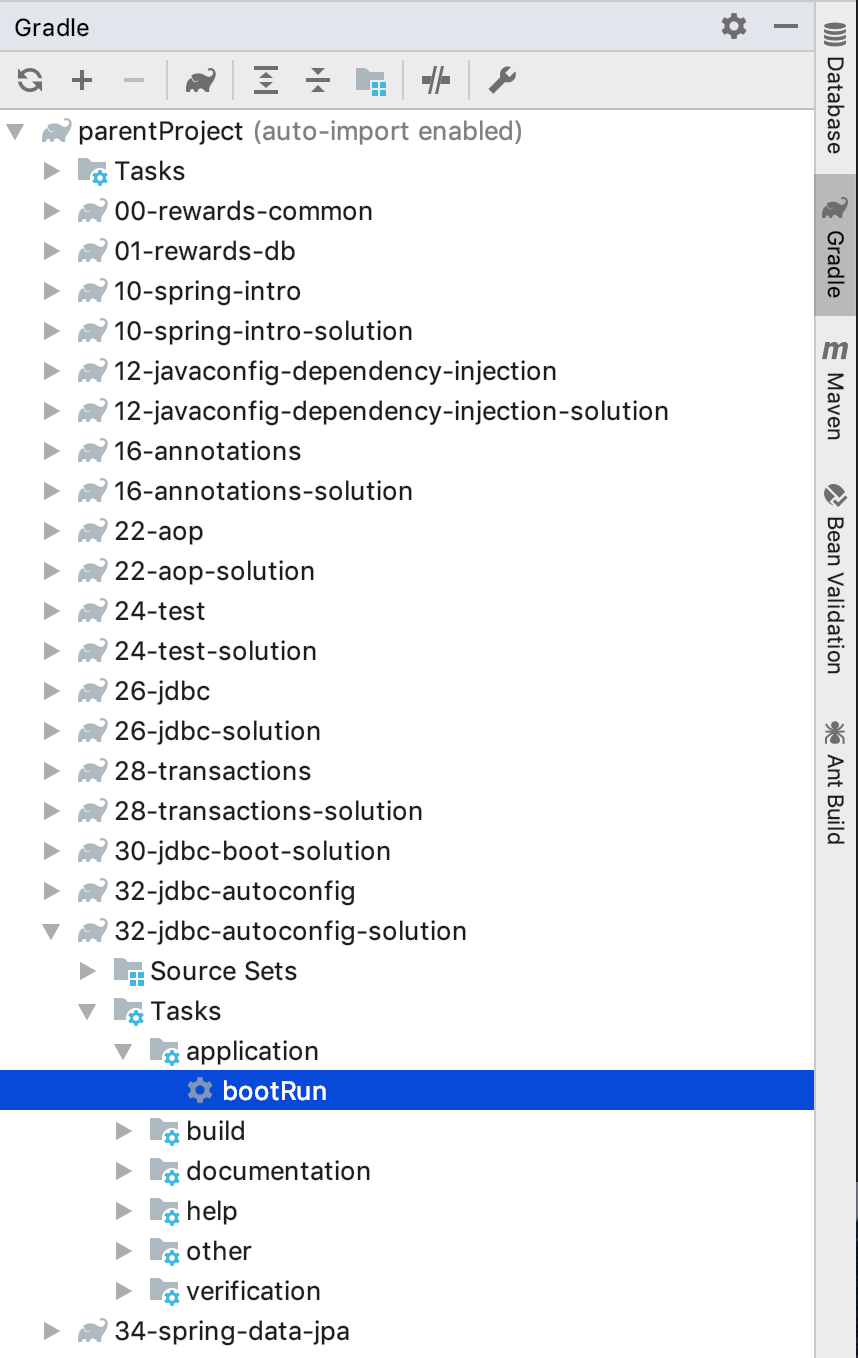 Gradle
parentProject (auto-import enabled)
Tasks
00-rewards-common
01-rewards-db
10-spring-intro
10-spring-intro-solution
12-javaconfig-dependency-injection
12-javaconfig-dependency-injection-solution
16-annotations
16-annotations-solution
22-aop
22-aop-solution
24-test
24-test-solution
26-jdbc
26-jdbc-solution
28-transactions
28-transactions-solution
30-jdbc-boot-solution
32-jdbc-autoconfig
32-jdbc-autoconfig-solution
Source Sets
Tasks
application
bootRun
build
documentation
help
other
verification
34-spring-data-jpa
Database
Gradle
m
Maven
Bean Validation
Ant Build